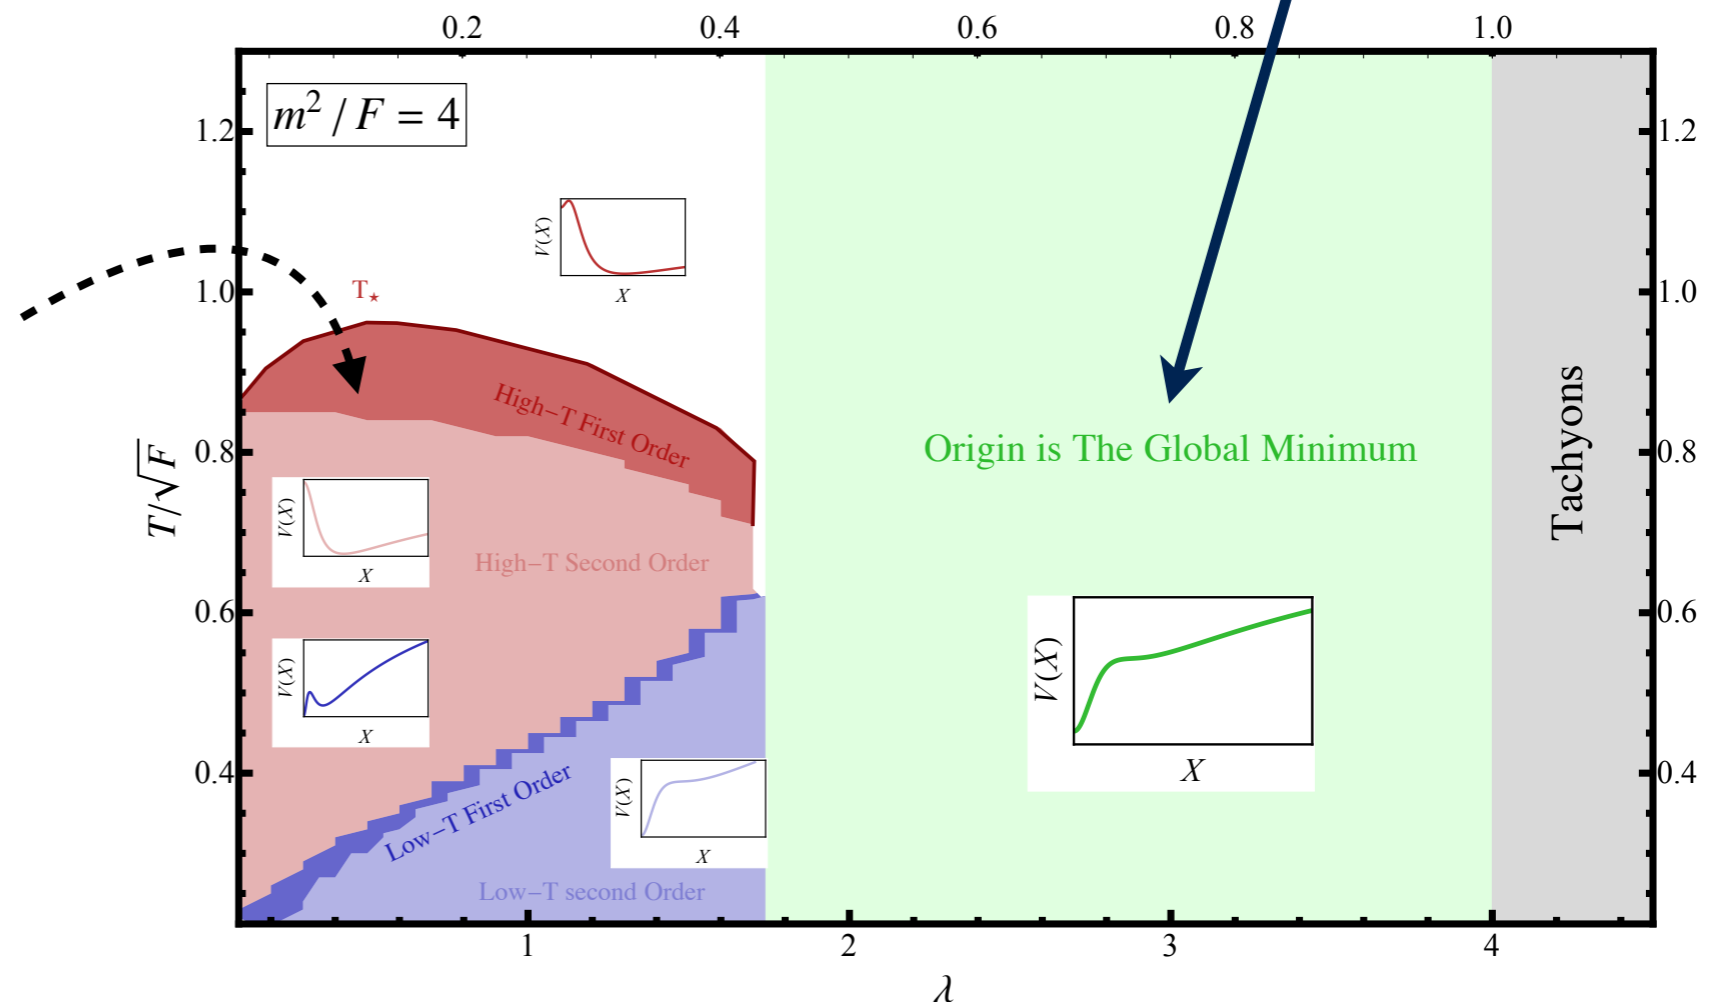 0.2 0.4 0.6 0.8 1.0
m² / F = 4
1.2 1.2
V(X)
X
1.0 1.0
T⋆
High–T First Order
T/√F
0.8 0.8
Origin is The Global Minimum
Tachyons
V(X)
X
High–T Second Order
0.6 0.6
V(X)
X
V(X)
X
0.4 0.4
Low–T First Order
V(X)
X
Low–T second Order
1 2 3 4
λ